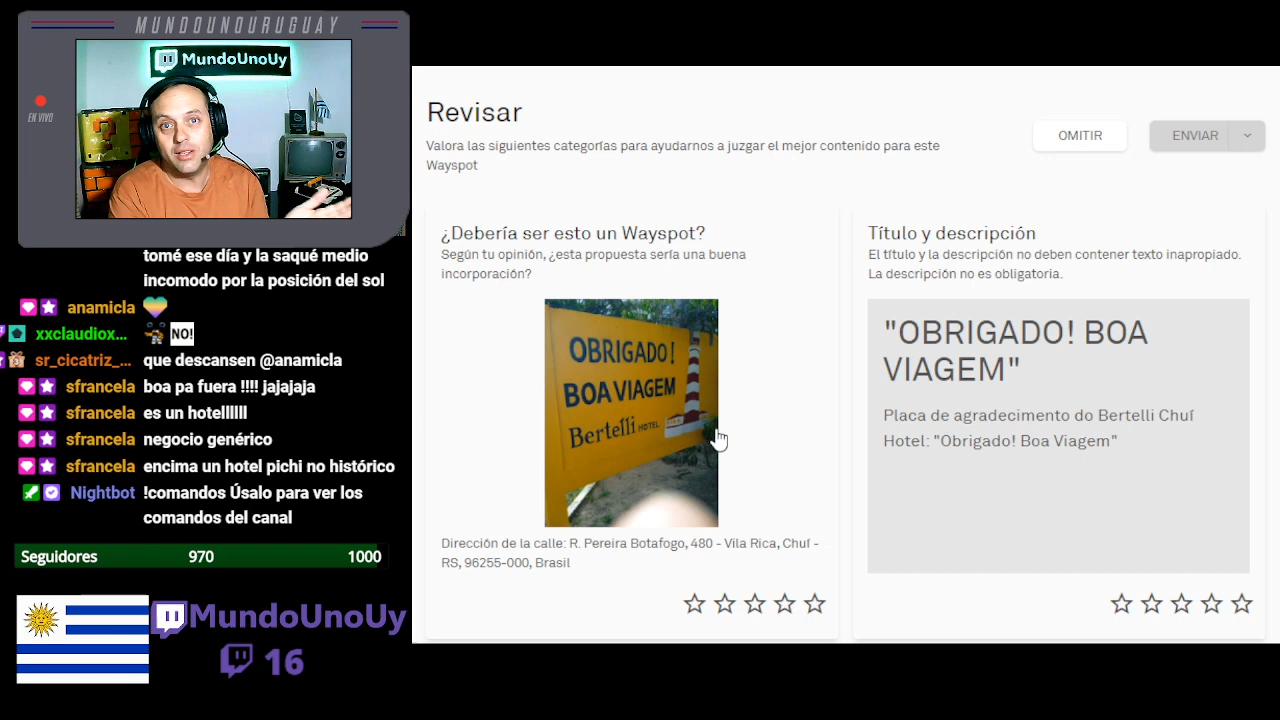 MUNDOUNOURUGUAY
MundoUnoUy
EN VIVO
tomé ese día y la saqué medio
incomodo por la posición del sol
anamicla
xxclaudiox... NO!
sr_cicatriz_... que descansen @anamicla
sfrancela boa pa fuera !!!! jajajaja
sfrancela es un hotelllllll
sfrancela negocio genérico
sfrancela encima un hotel pichi no histórico
Nightbot !comandos Úsalo para ver los
comandos del canal
Seguidores 970 1000
MundoUnoUy
16
Revisar
Valora las siguientes categorías para ayudarnos a juzgar el mejor contenido para este
Wayspot
OMITIR
ENVIAR
¿Debería ser esto un Wayspot?
Según tu opinión, ¿esta propuesta sería una buena
incorporación?
OBRIGADO!
BOA VIAGEM
Bertelli HOTEL
Dirección de la calle: R. Pereira Botafogo, 480 - Vila Rica, Chuí -
RS, 96255-000, Brasil
Título y descripción
El título y la descripción no deben contener texto inapropiado.
La descripción no es obligatoria.
"OBRIGADO! BOA
VIAGEM"
Placa de agradecimento do Bertelli Chuí
Hotel: "Obrigado! Boa Viagem"